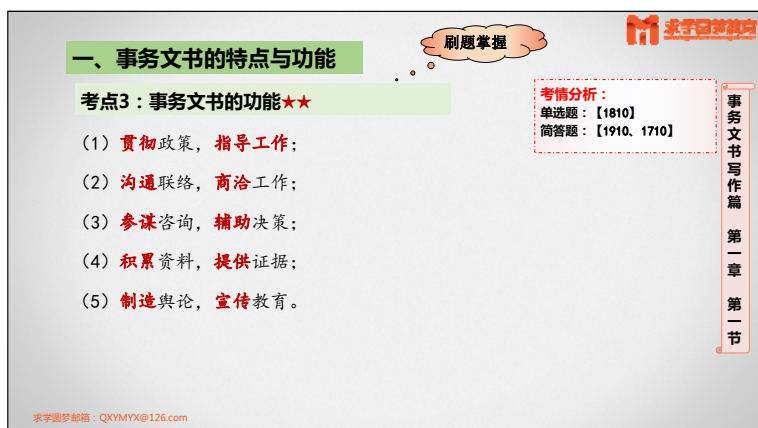 求学圆梦教育
刷题掌握
一、事务文书的特点与功能
考点3：事务文书的功能★★
考情分析：
单选题：【1810】
简答题：【1910、1710】
（1）贯彻政策，指导工作；
（2）沟通联络，商洽工作；
（3）参谋咨询，辅助决策；
（4）积累资料，提供证据；
（5）制造舆论，宣传教育。
事务文书写作篇 第一章 第一节
求学圆梦邮箱：QXYMYX@126.com